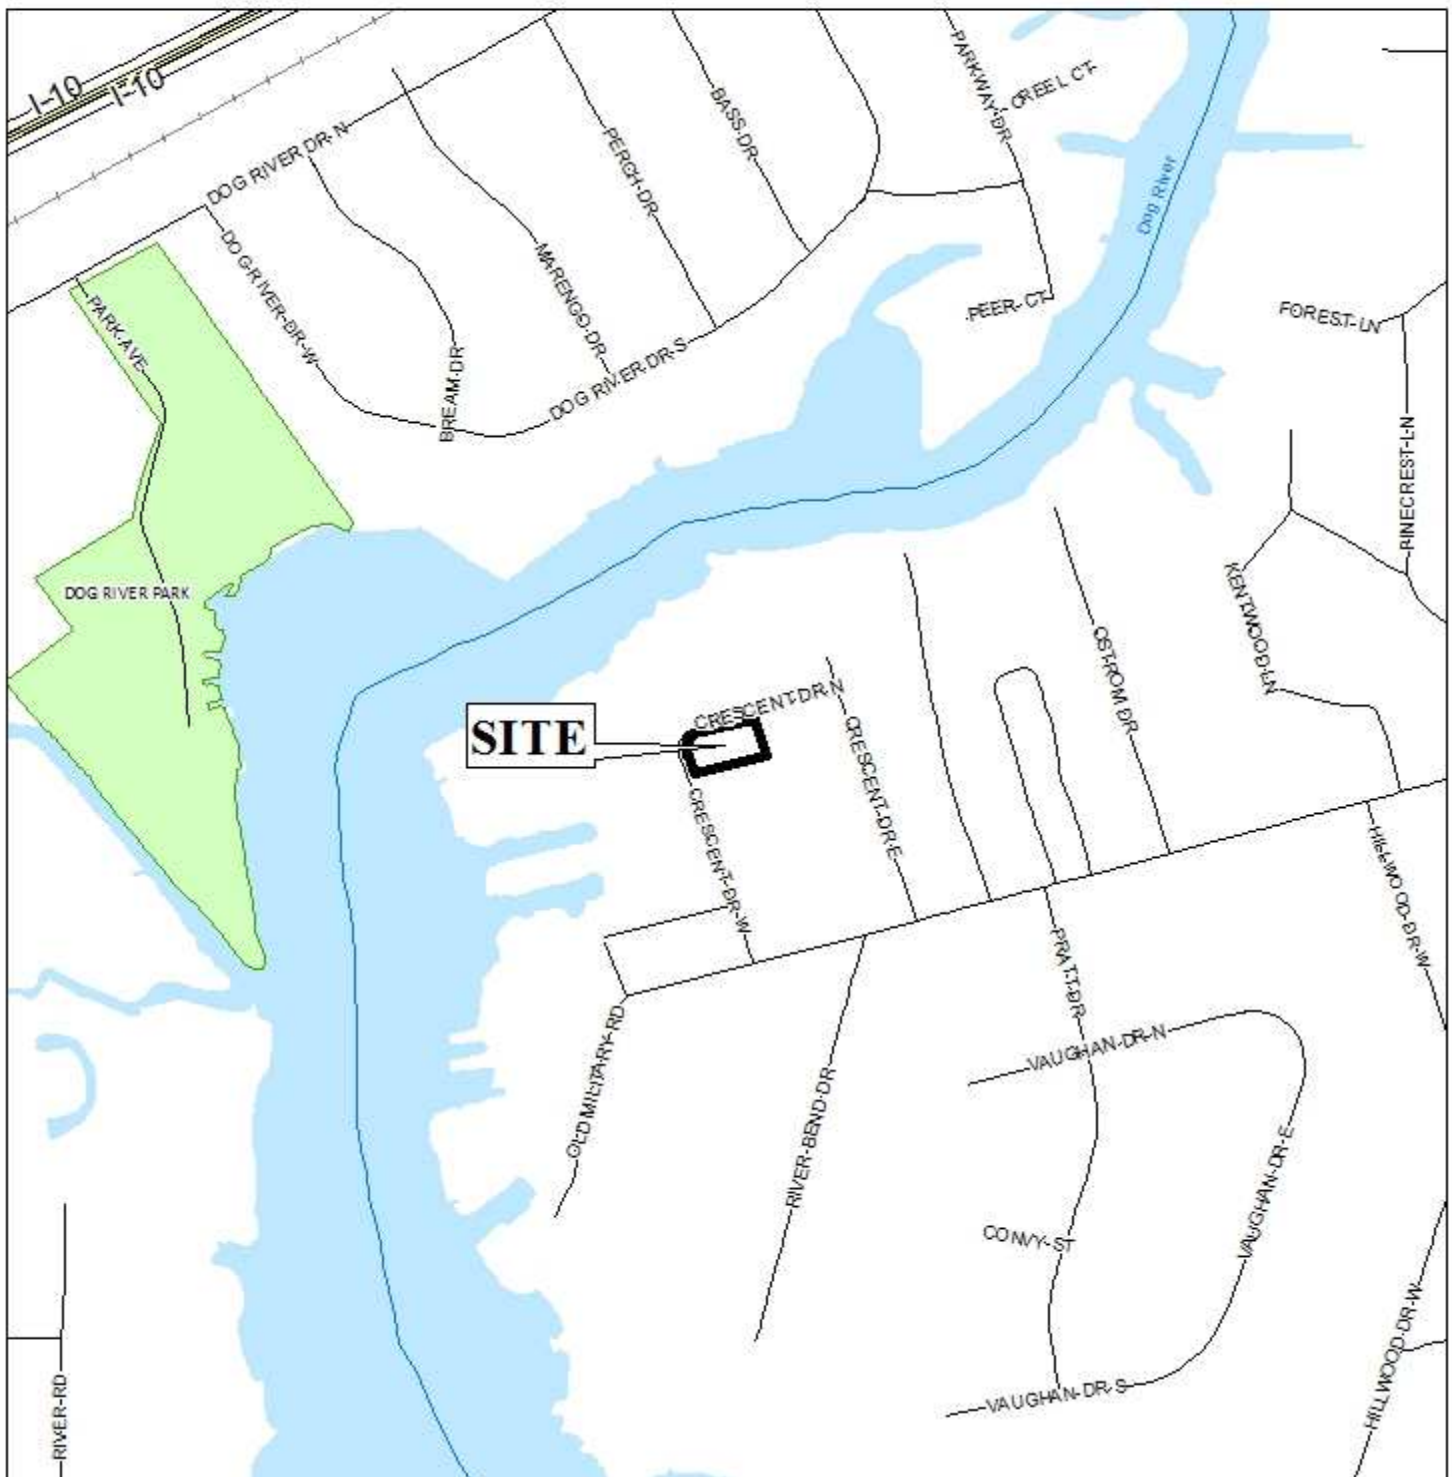 I-10
I-10
PARKWAY DR
CREEL CT
DOG RIVER DR N
PERCH DR
BASS DR
Dog River
DOG RIVER DR W
MARENGO DR
PEER CT
FOREST LN
PARK AVE
BREAM DR
DOG RIVER DR S
PINECREST LN
DOG RIVER PARK
KENTWOOD LN
OSTROM DR
CRESCENT DR N
SITE
CRESCENT DR E
CRESCENT DR W
HILLWOOD DR W
PRATT DR
OLD MILITARY RD
VAUGHAN DR N
RIVER BEND DR
VAUGHAN DR E
CONVY ST
HILLWOOD DR W
RIVER RD
VAUGHAN DR S